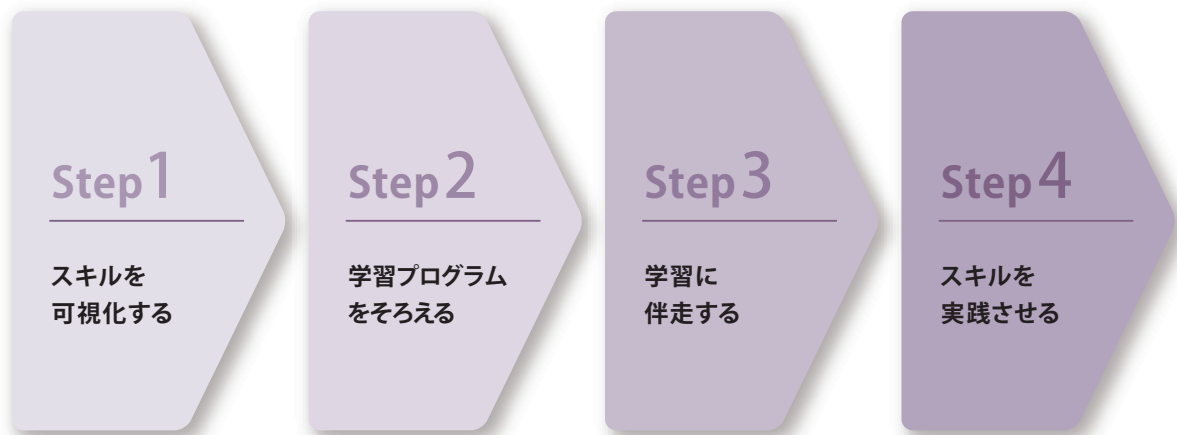 Step1
スキルを
可視化する
Step2
学習プログラム
をそろえる
Step3
学習に
伴走する
Step4
スキルを
実践させる